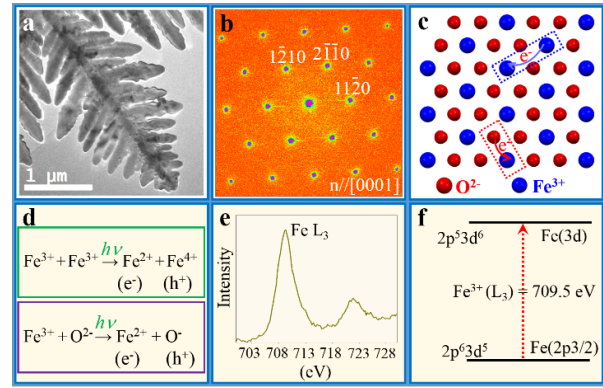 a
1 μm
b
1̄2̄10
21̄1̄0
112̄0
n//[0001]
c
e⁻
e⁻
O²⁻ Fe³⁺
d
hν
Fe³⁺ + Fe³⁺ → Fe²⁺ + Fe⁴⁺
(e⁻) (h⁺)
hν
Fe³⁺ + O²⁻ → Fe²⁺ + O⁻
(e⁻) (h⁺)
e
Fe L₃
Intensity
703 708 713 718 723 728
(eV)
f
2p⁵3d⁶ Fe(3d)
Fe³⁺(L₃) = 709.5 eV
2p⁶3d⁵ Fe(2p3/2)